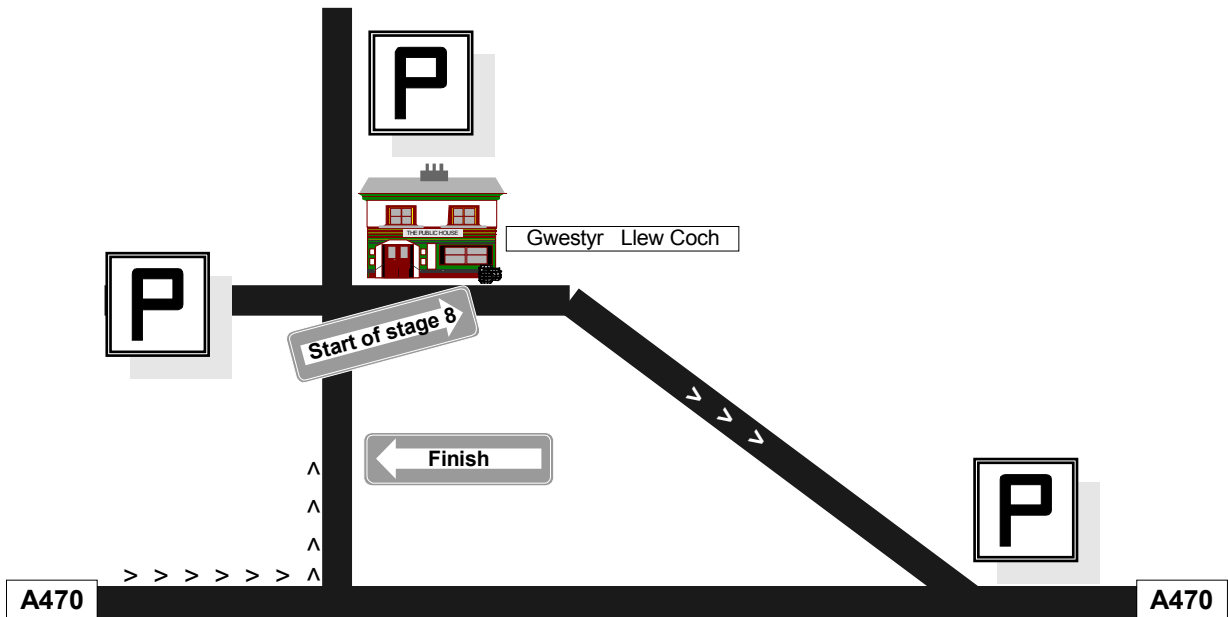 P
THE PUBLIC HOUSE
Gwestyr Llew Coch
P
Start of stage 8
Finish
> > >
P
^
^
^
> > > > > > ^
A470
A470